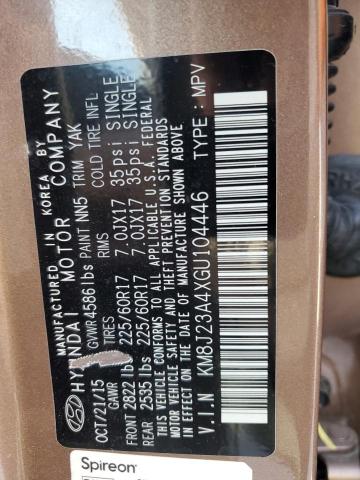 MANUFACTURED IN KOREA BY
HYUNDAI MOTOR COMPANY
OCT/21/15 GVWR 4586lbs PAINT NN5 TRIM YAK
GAWR TIRES RIMS COLD TIRE INFL
FRONT 2822 lbs 225/60R17 7.0JX17 35psi SINGLE
REAR 2535 lbs 225/60R17 7.0JX17 35psi SINGLE
THIS VEHICLE CONFORMS TO ALL APPLICABLE U.S.A. FEDERAL
MOTOR VEHICLE SAFETY, BUMPER, AND THEFT PREVENTION
STANDARDS IN EFFECT ON THE DATE OF MANUFACTURE
SHOWN ABOVE.
V.I.N KM8J23A4XGU104446 TYPE : MPV
Spireon